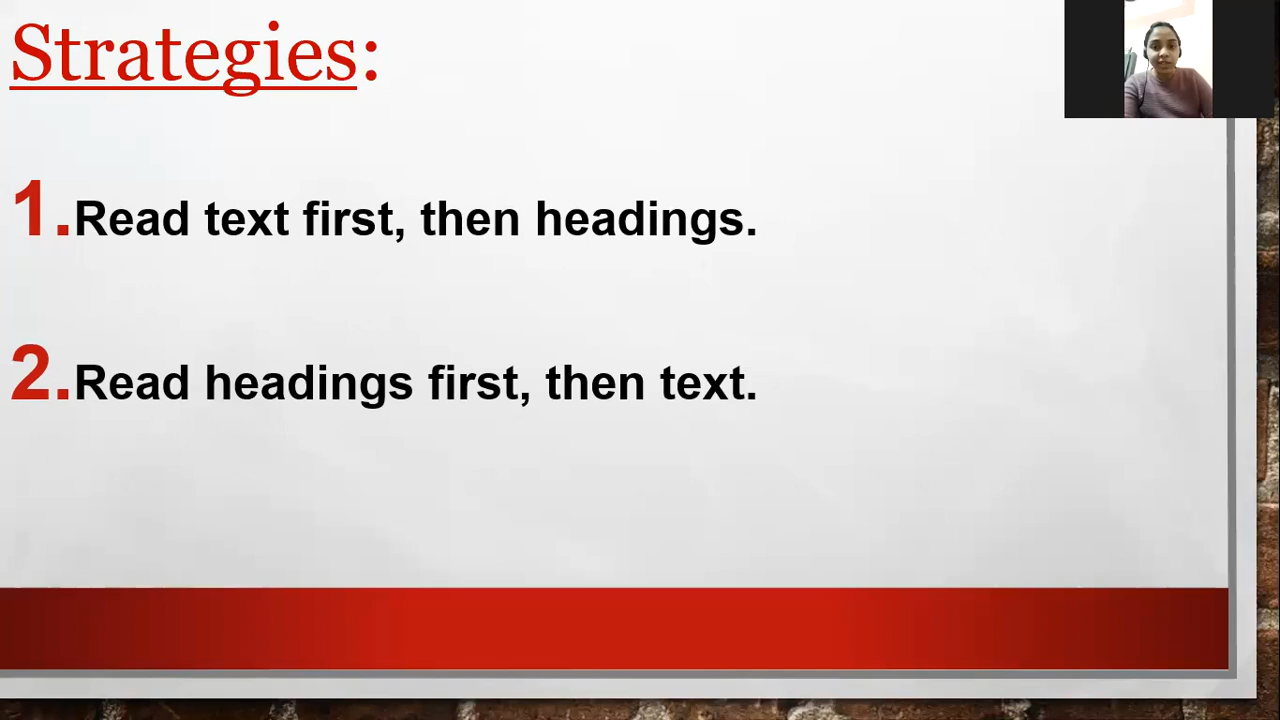 Strategies:
1.Read text first, then headings.
2.Read headings first, then text.